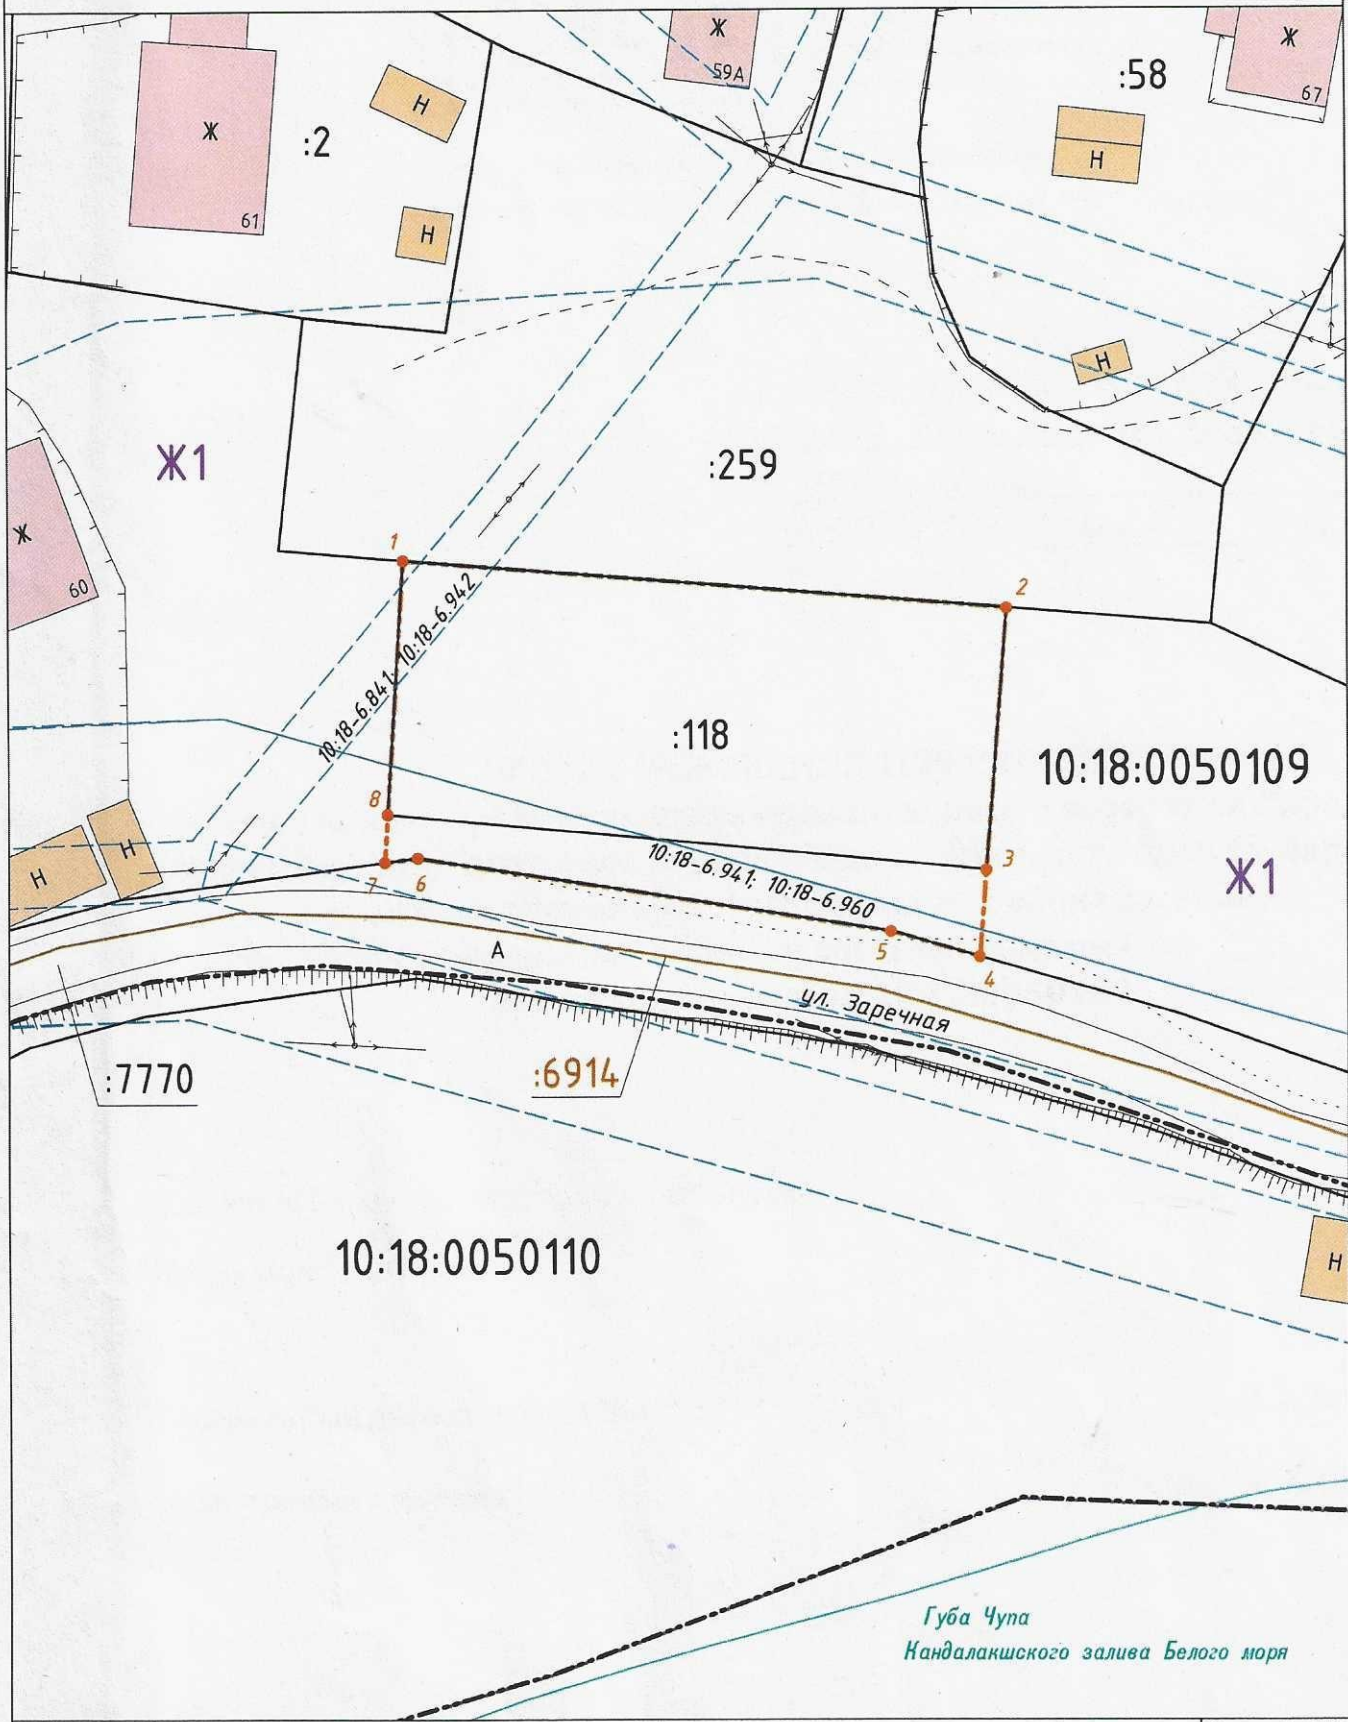 Ж
59А
:58
Ж
67
Н
Ж
:2
Н
61
Н
Н
Ж1
:259
Ж
60
1
2
10:18-6.841; 10:18-6.942
:118
10:18:0050109
8
Н
Н
10:18-6.941; 10:18-6.960
3
Ж1
7
6
5
4
А
ул. Заречная
:7770
:6914
10:18:0050110
Н
Губа Чупа
Кандалакшского залива Белого моря